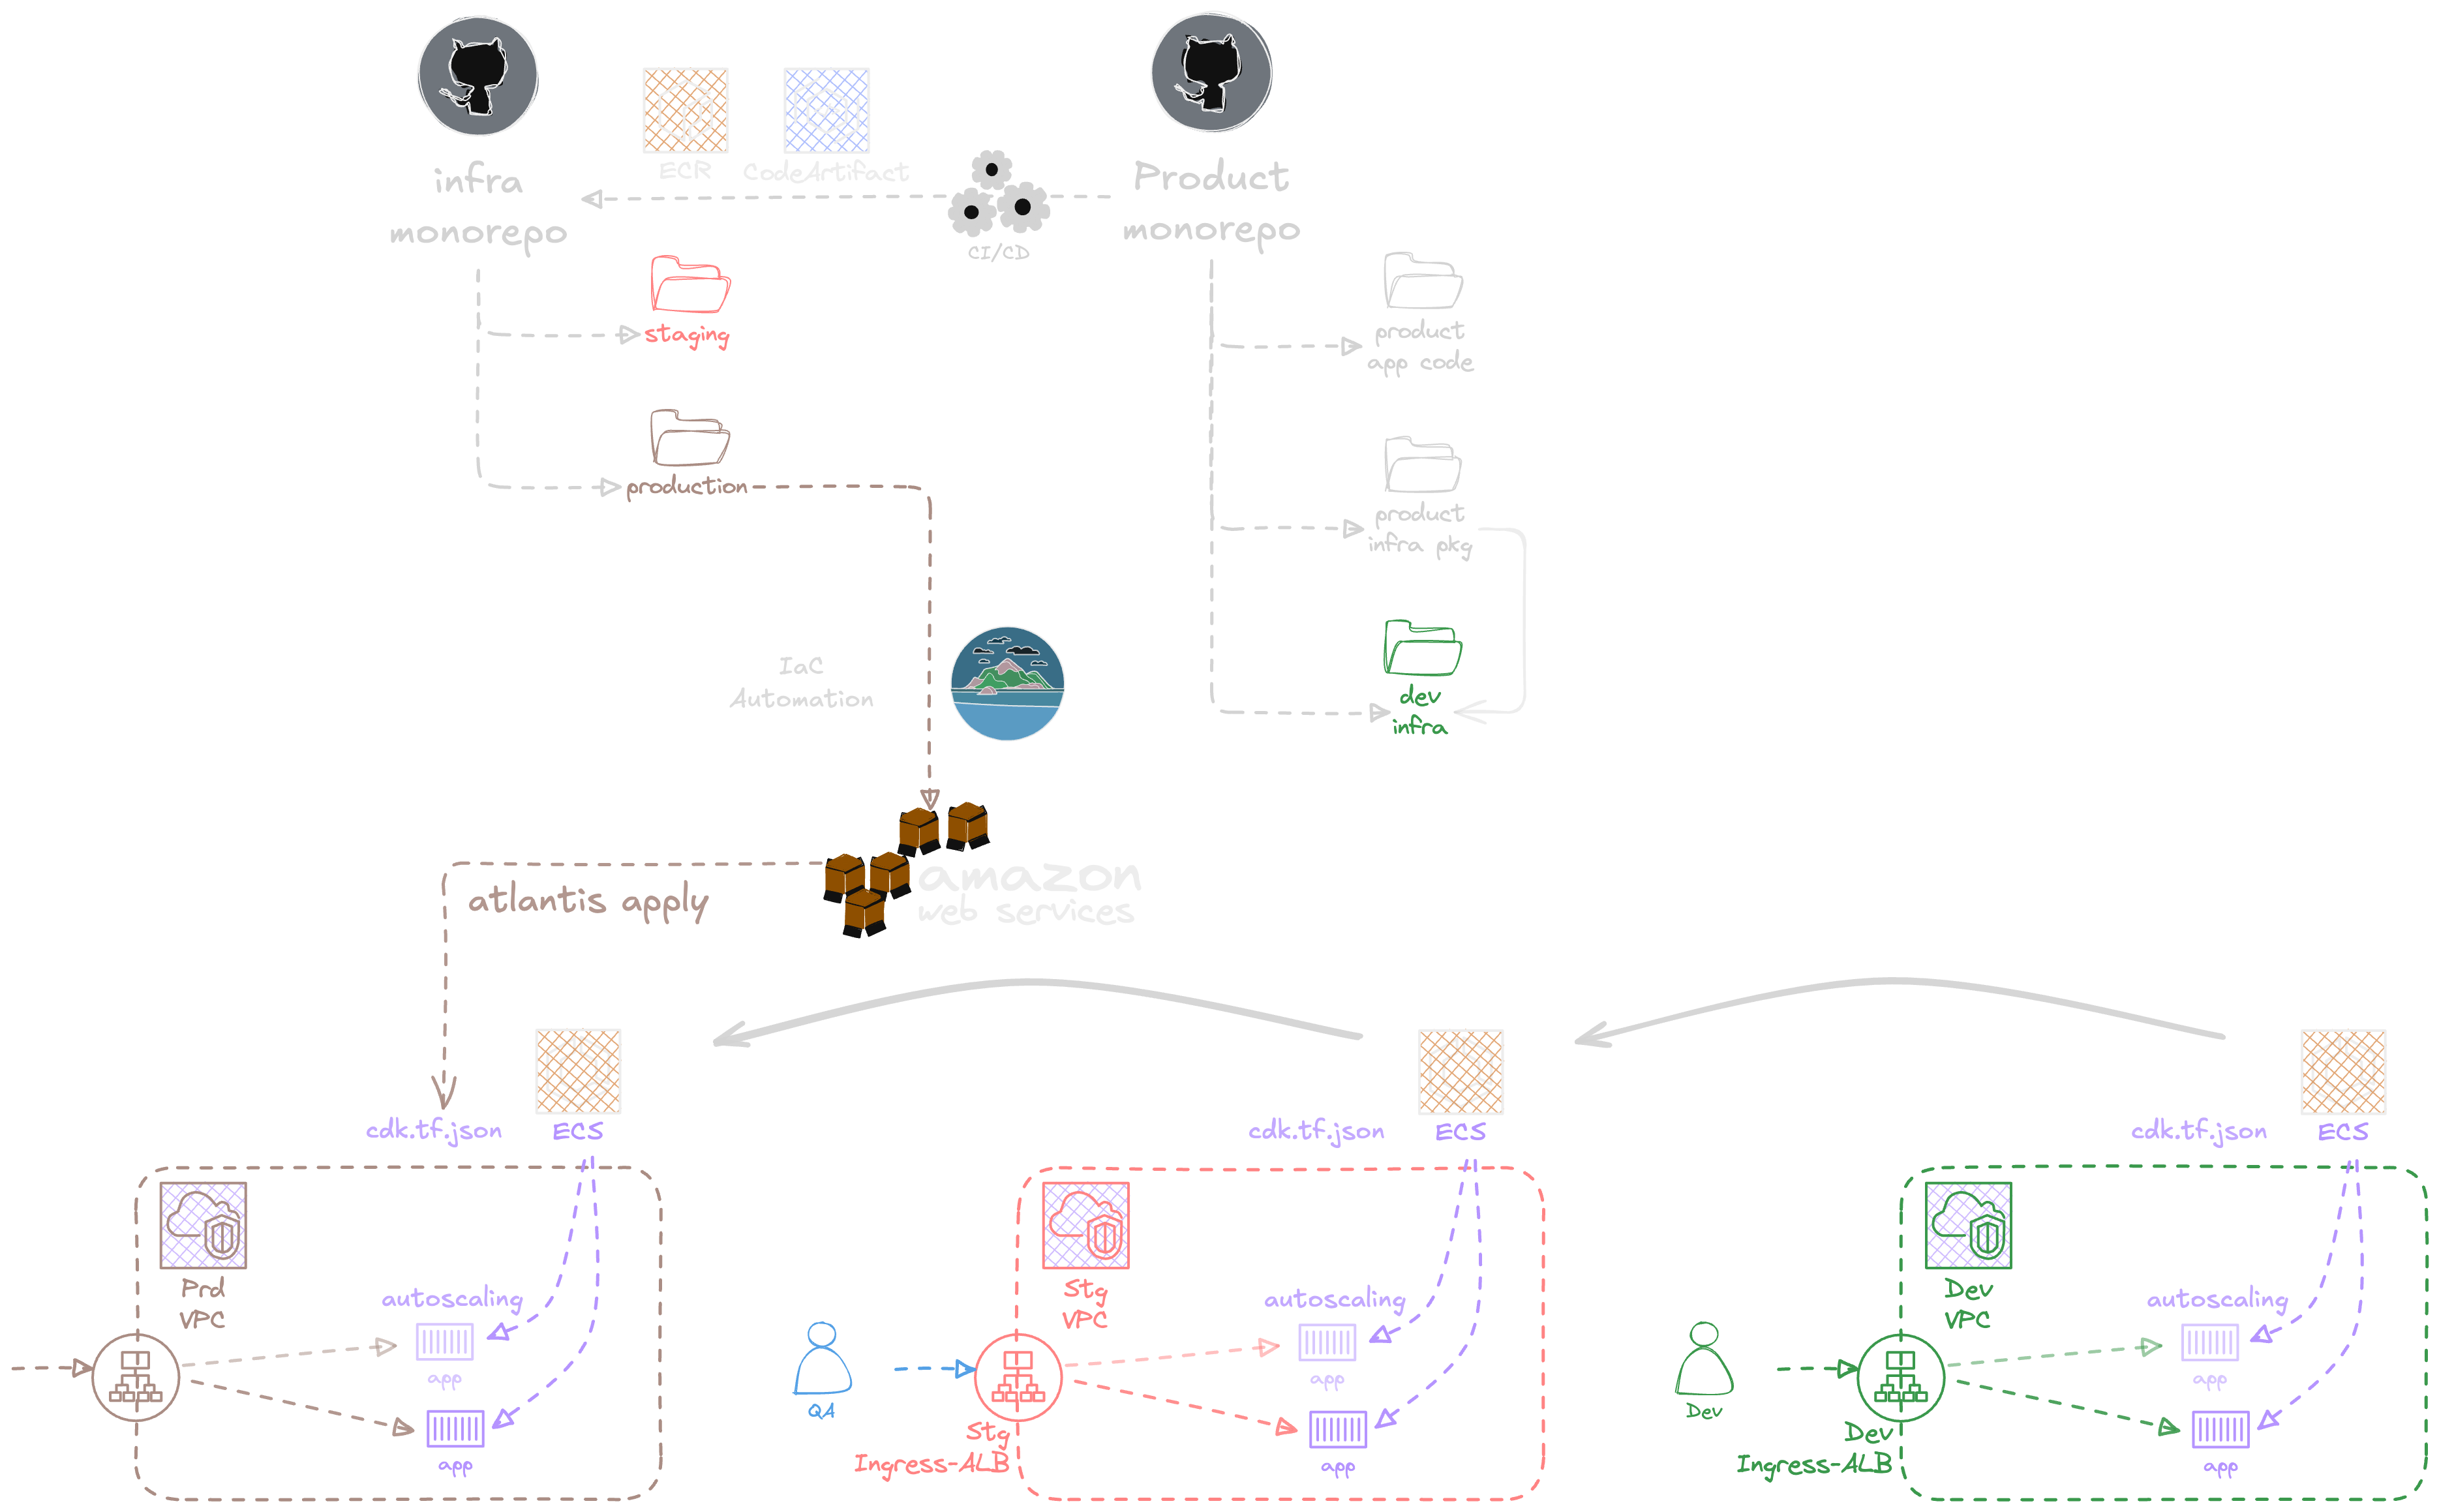 infra
monorepo
ECR
CodeArtifact
CI/CD
Product
monorepo
staging
production
product
app code
product
infra pkg
dev
infra
IaC
Automation
amazon
web services
atlantis apply
cdk.tf.json
ECS
Prd
VPC
autoscaling
app
app
cdk.tf.json
ECS
Stg
VPC
autoscaling
app
app
QA
Stg
Ingress-ALB
cdk.tf.json
ECS
Dev
VPC
autoscaling
app
app
Dev
Dev
Ingress-ALB